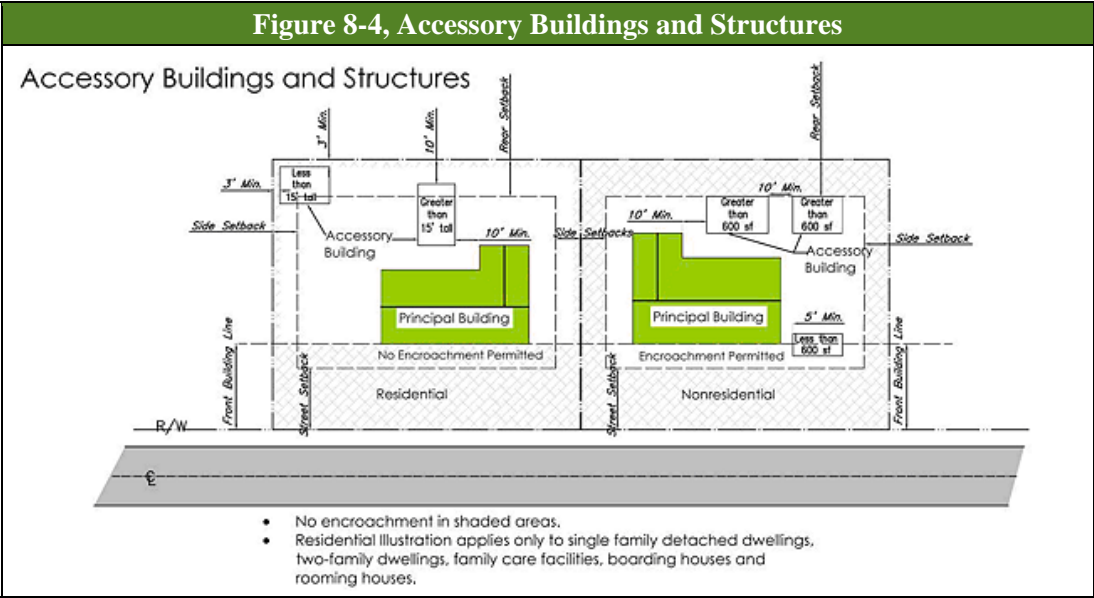 Figure 8-4, Accessory Buildings and Structures
Accessory Buildings and Structures
3' Min.
10' Min.
Rear Setback
Rear Setback
3' Min.
Less
than
15' tall
Greater
than
15' tall
10' Min.
Greater
than
600 sf
Greater
than
600 sf
10' Min.
Side Setback
Accessory
Building
10' Min.
Side Setbacks
Accessory
Building
Side Setback
Principal Building
Principal Building
5' Min.
Less than
600 sf
No Encroachment Permitted
Encroachment Permitted
Front Building Line
Street Setback
Residential
Street Setback
Nonresidential
Front Building Line
R/W
℄
• No encroachment in shaded areas.
• Residential Illustration applies only to single family detached dwellings,
two-family dwellings, family care facilities, boarding houses and
rooming houses.